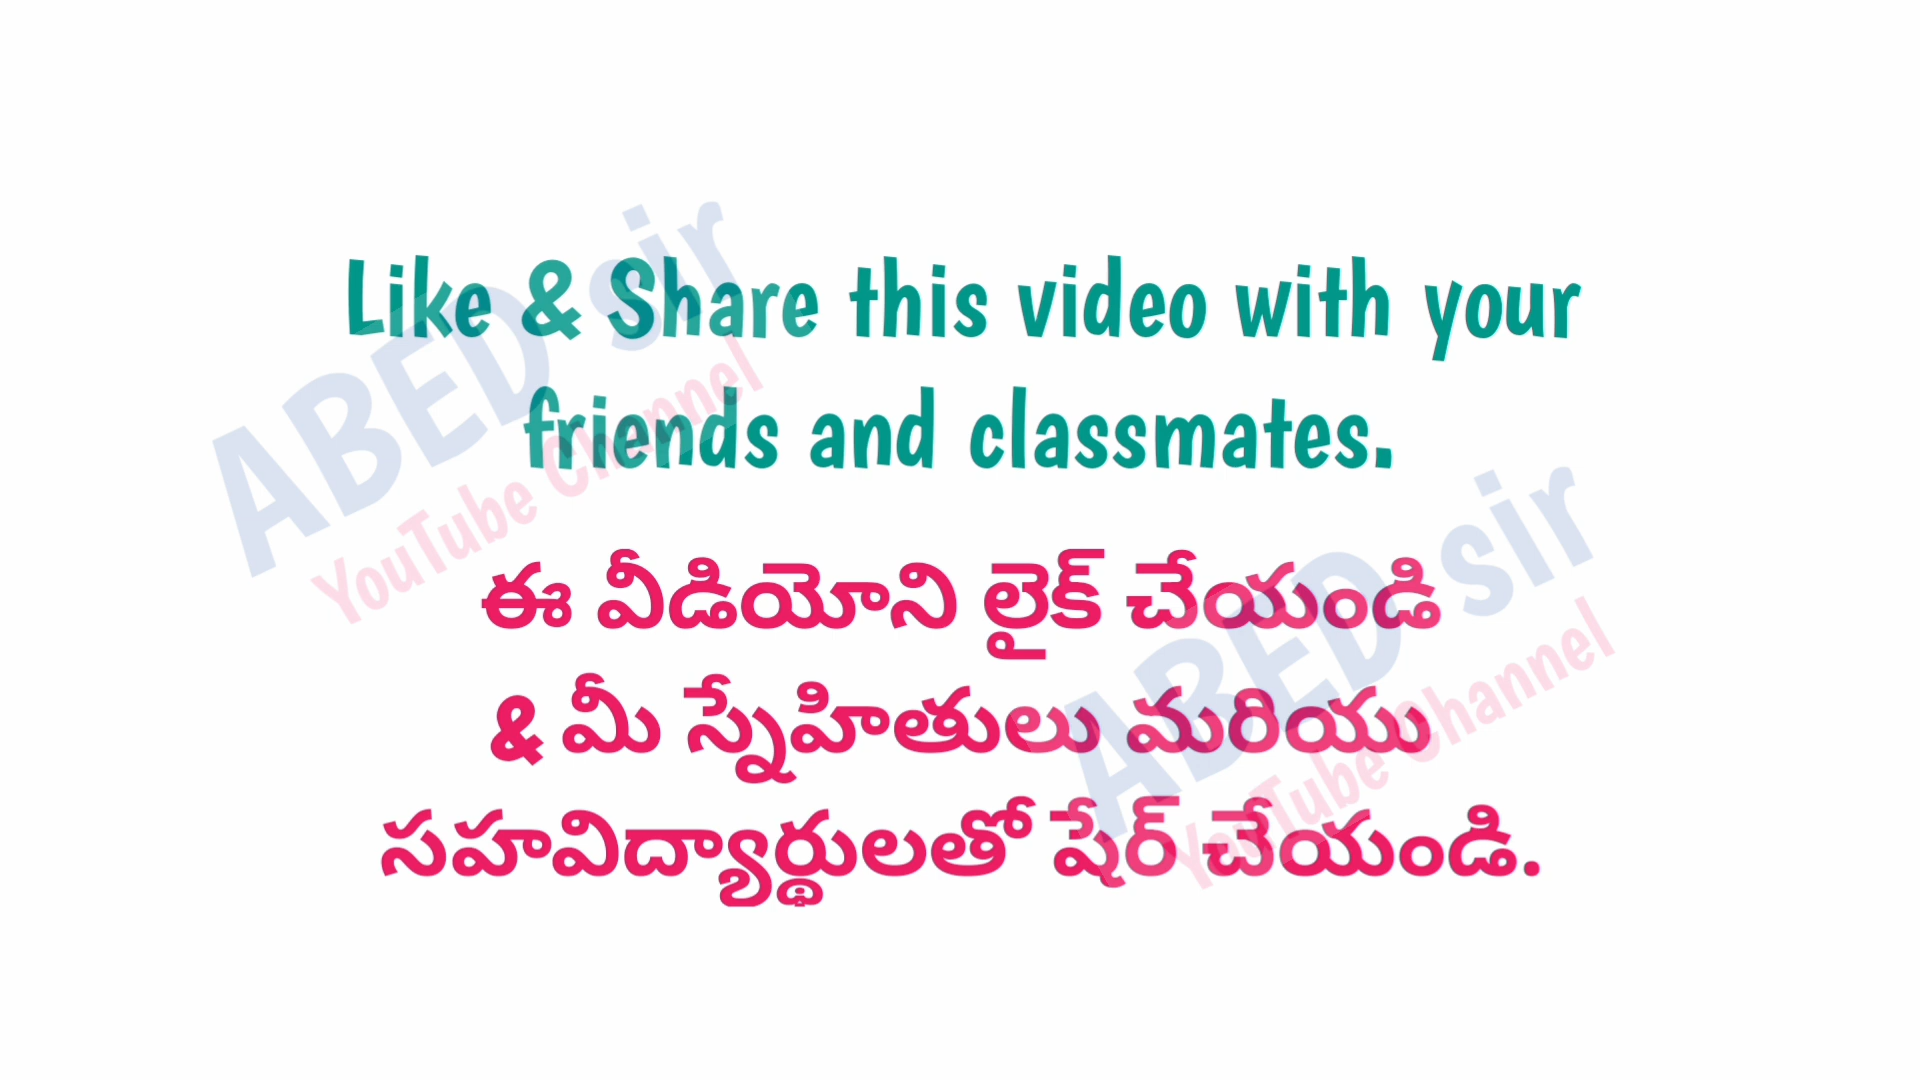 Like & Share this video with your
friends and classmates.
ఈ వీడియోని లైక్ చేయండి
& మీ స్నేహితులు మరియు
సహవిద్యార్థులతో షేర్ చేయండి.
ABED sir
YouTube Channel
ABED sir
YouTube Channel